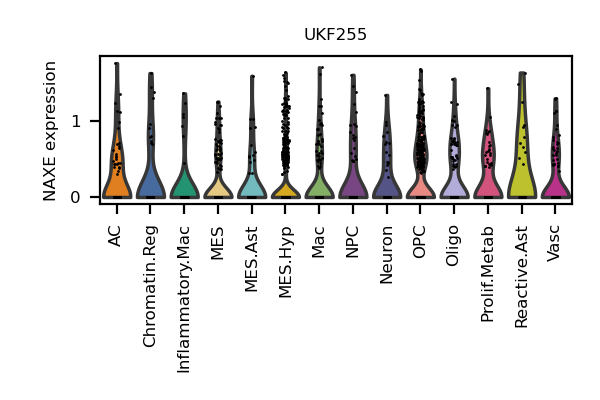 UKF255
NAXE expression
1
0
AC
Chromatin.Reg
Inflammatory.Mac
MES
MES.Ast
MES.Hyp
Mac
NPC
Neuron
OPC
Oligo
Prolif.Metab
Reactive.Ast
Vasc